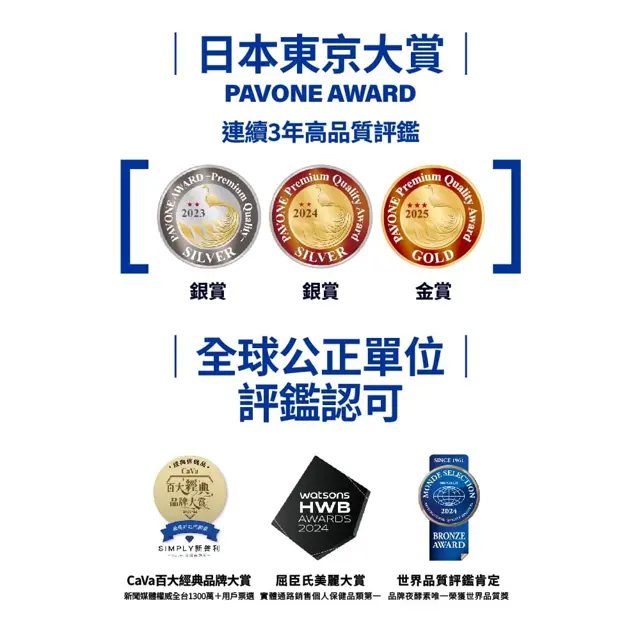 日本東京大賞
PAVONE AWARD
連續3年高品質評鑑
PAVONE AWARD -Premium Quality-
★★
2023
SILVER
PAVONE Premium Quality Award
★★
2024
SILVER
PAVONE Premium Quality Award
★★★
2025
GOLD
銀賞
銀賞
金賞
全球公正單位
評鑑認可
CaVa
百大經典
品牌大賞
SIMPLY新普利
watsons
HWB
AWARDS
2024
SINCE 1961
MONDE SELECTION
2024
BRONZE
AWARD
CaVa百大經典品牌大賞
新聞媒體權威全台1300萬+用戶票選
屈臣氏美麗大賞
實體通路銷售個人保健品類第一
世界品質評鑑肯定
品牌夜酵素唯一榮獲世界品質獎